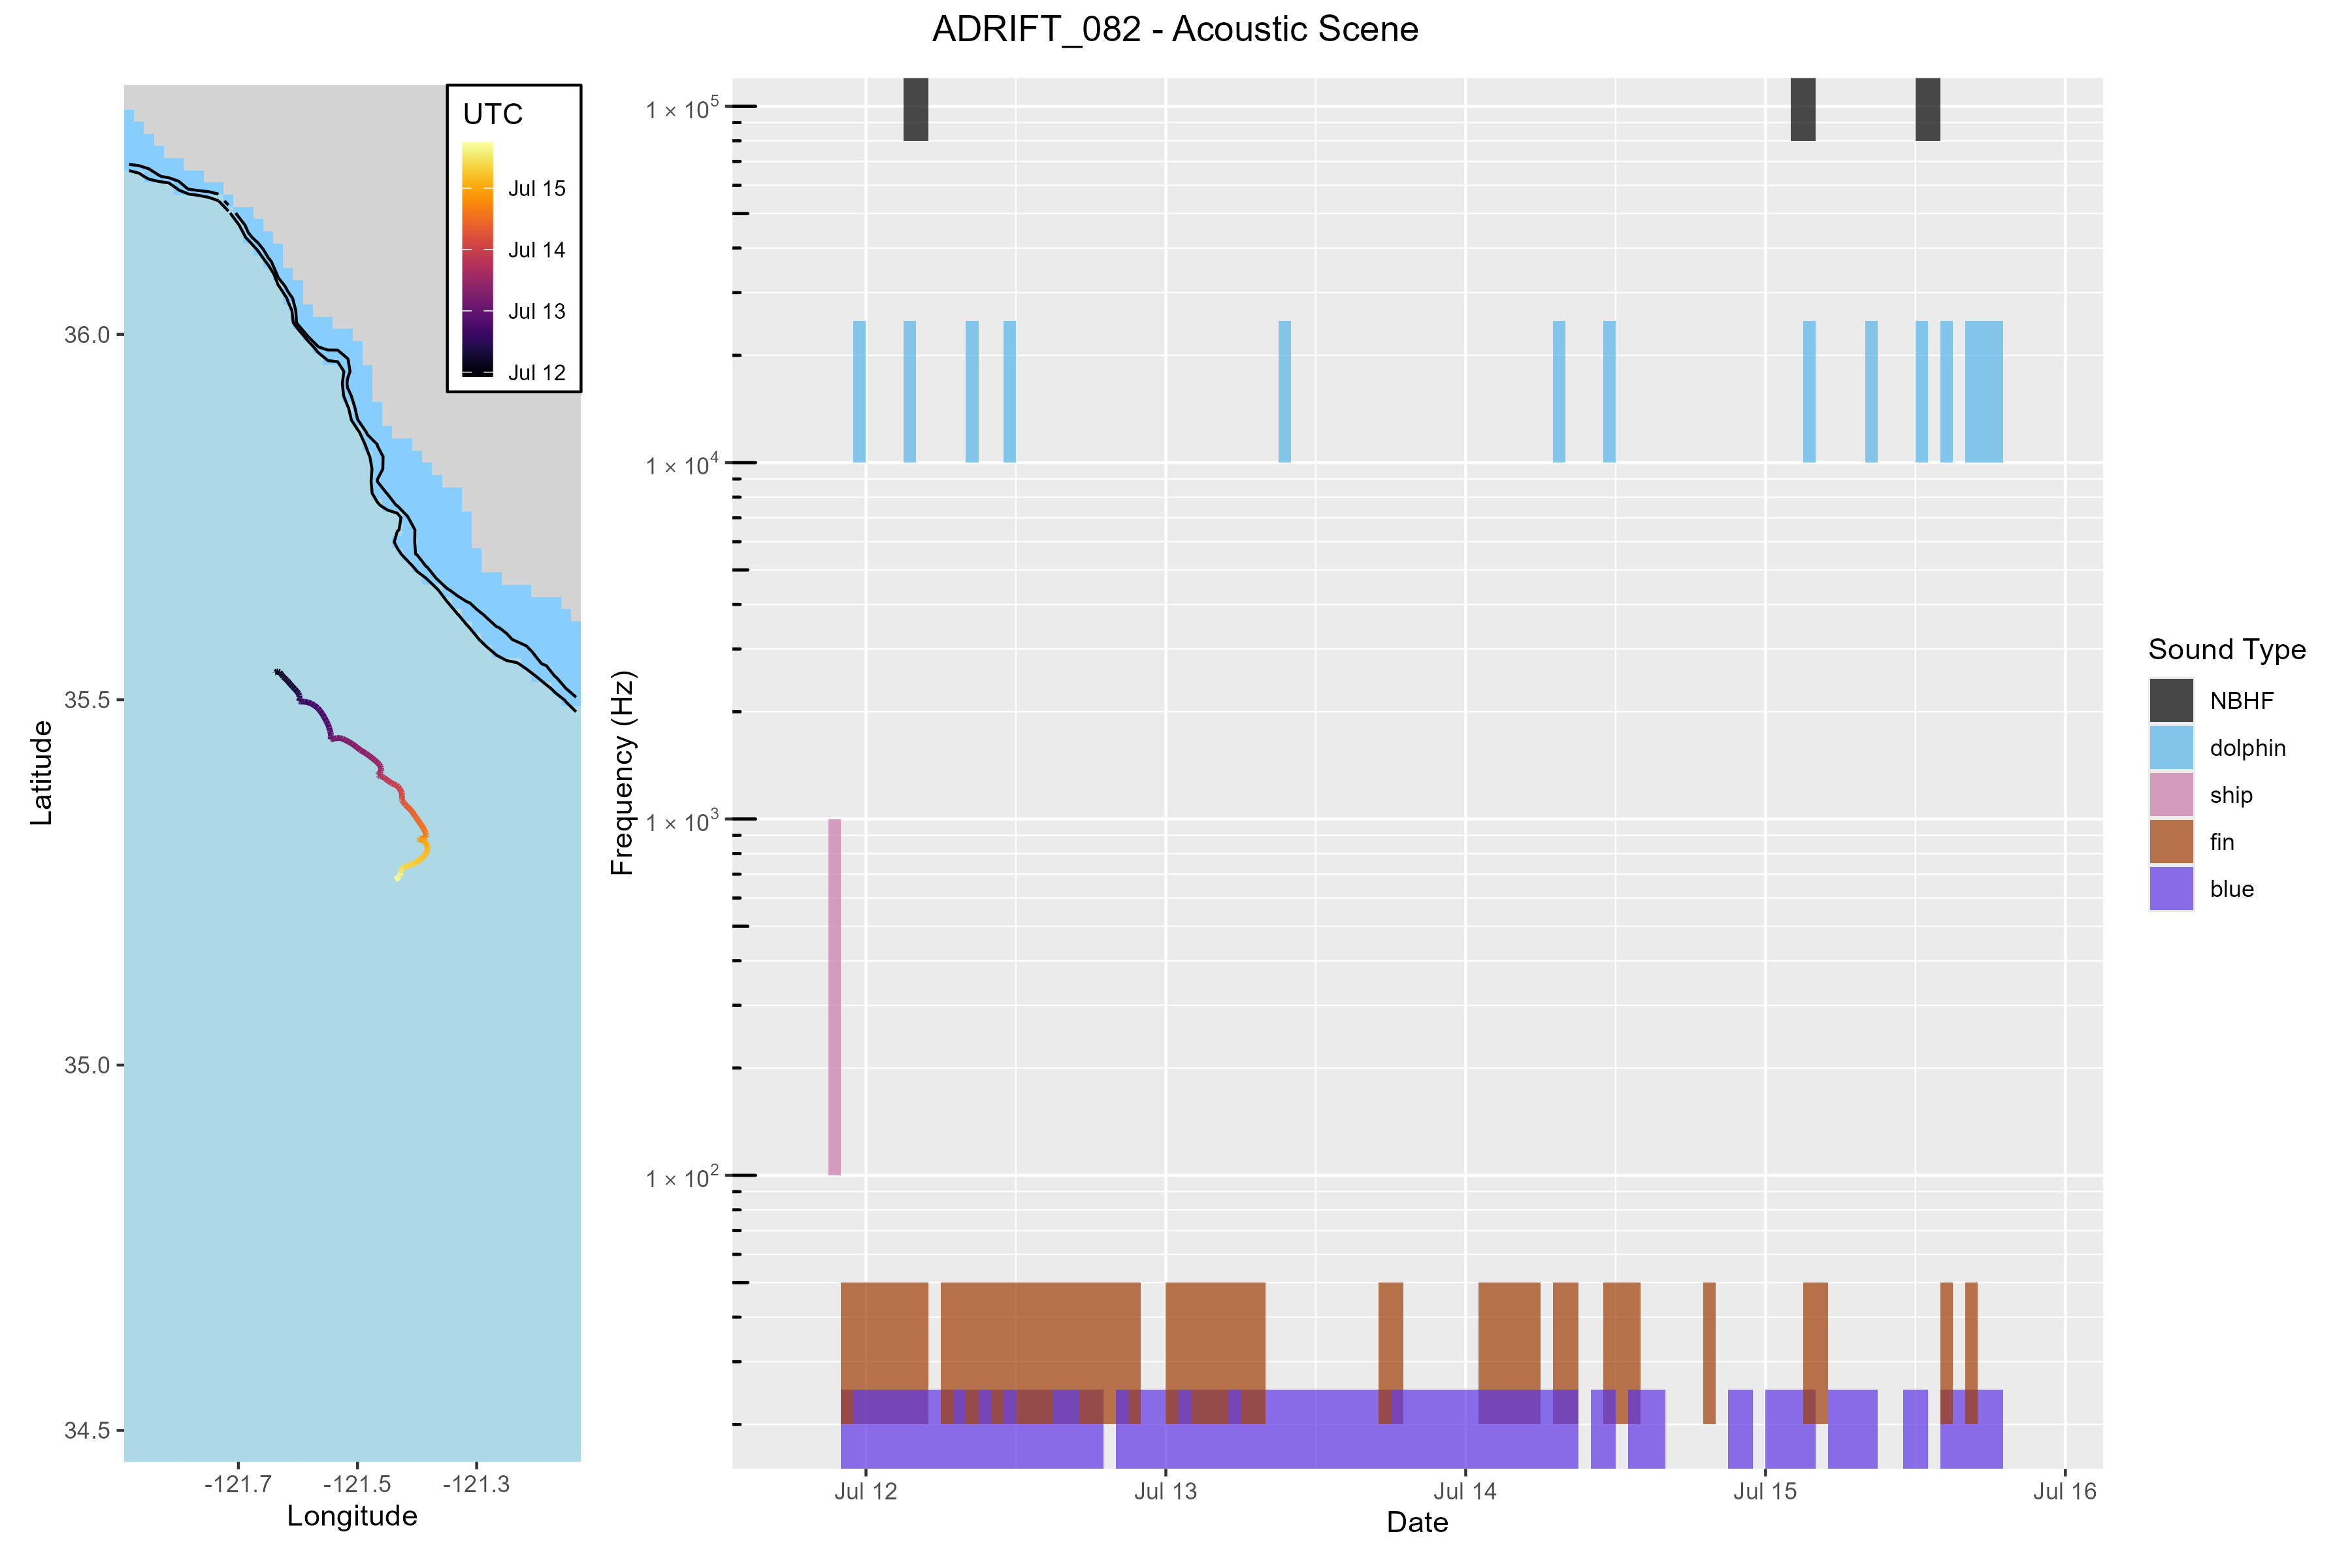 ADRIFT_082 - Acoustic Scene
UTC
Jul 15
Jul 14
Jul 13
Jul 12
36.0
35.5
35.0
34.5
Latitude
-121.7
-121.5
-121.3
Longitude
1 × 10⁵
1 × 10⁴
1 × 10³
1 × 10²
Frequency (Hz)
Jul 12
Jul 13
Jul 14
Jul 15
Jul 16
Date
Sound Type
NBHF
dolphin
ship
fin
blue